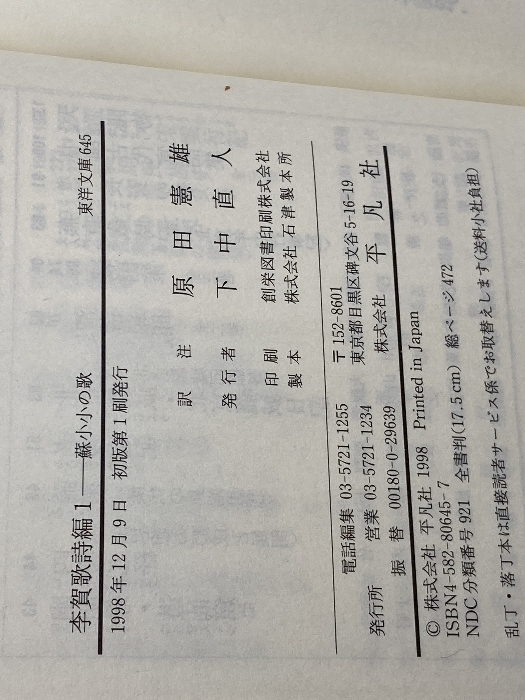 李賀歌詩編 1──蘇小小の歌　東洋文庫 645
1998年12月9日　初版第1刷発行
訳注　原田憲雄
発行者　下中直人
印刷　創栄図書印刷株式会社
製本　株式会社 石津製本所
〒152-8601
電話編集 03-5721-1255　東京都目黒区碑文谷 5-16-19
発行所　営業 03-5721-1234　株式会社 平凡社
振替 00180-0-29639
© 株式会社 平凡社 1998　Printed in Japan
ISBN4-582-80645-7
NDC 分類番号 921　全書判(17.5 cm)　総ページ 472
乱丁・落丁本は直接読者サービス係でお取替えします(送料小社負担)